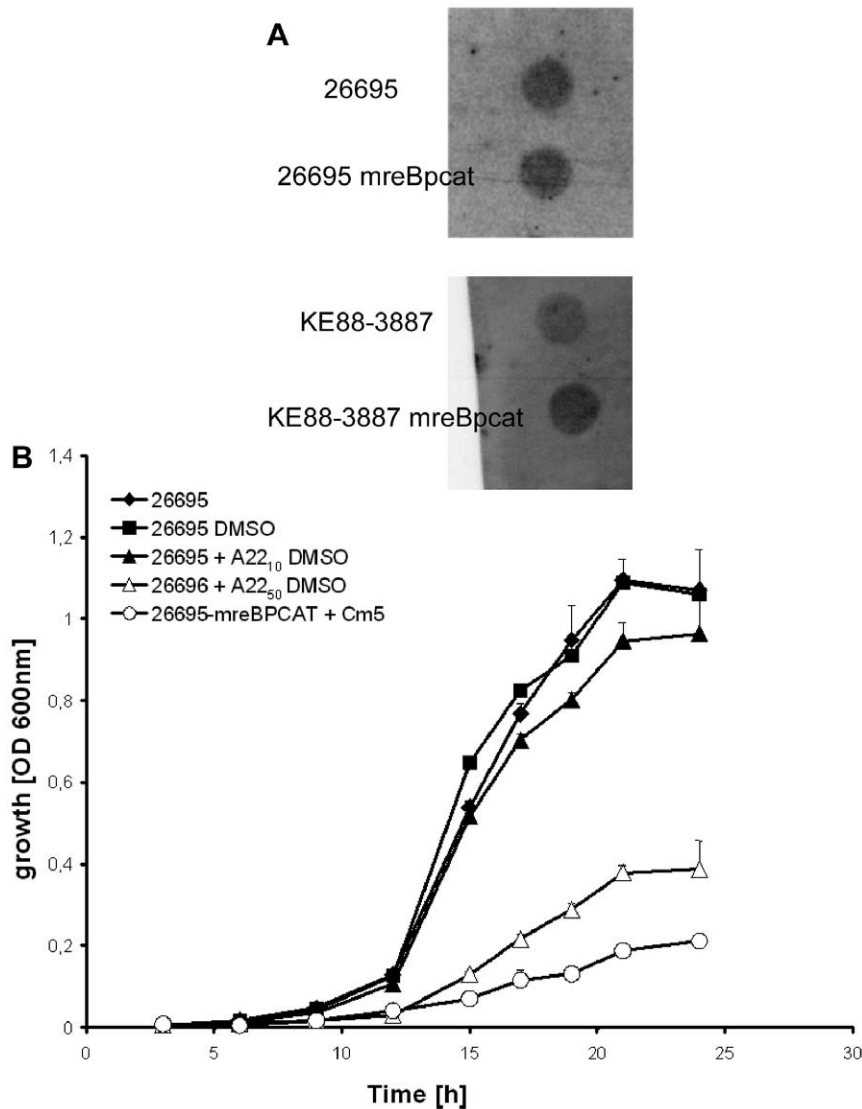 A
26695
26695 mreBpcat
KE88-3887
KE88-3887 mreBpcat
B
1,4
1,2
1
0,8
0,6
0,4
0,2
0
26695
26695 DMSO
26695 + A22₁₀ DMSO
26696 + A22₅₀ DMSO
26695-mreBPCAT + Cm5
growth [OD 600nm]
0 5 10 15 20 25 30
Time [h]